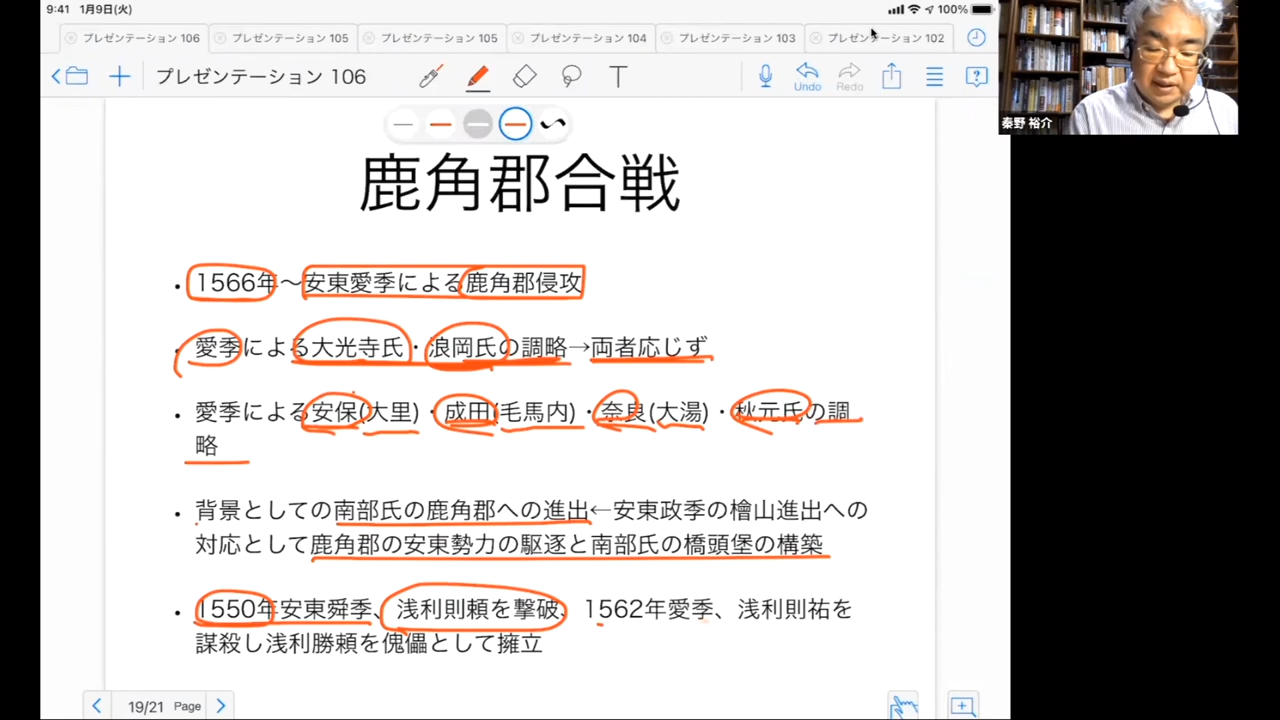 9:41 1月9日(火)
100%
プレゼンテーション 106
プレゼンテーション 105
プレゼンテーション 105
プレゼンテーション 104
プレゼンテーション 103
プレゼンテーション 102
プレゼンテーション 106
Undo
Redo
秦野 裕介
鹿角郡合戦
• 1566年〜安東愛季による鹿角郡侵攻
• 愛季による大光寺氏・浪岡氏の調略→両者応じず
• 愛季による安保(大里)・成田(毛馬内)・奈良(大湯)・秋元氏の調
略
• 背景としての南部氏の鹿角郡への進出←安東政季の檜山進出への
対応として鹿角郡の安東勢力の駆逐と南部氏の橋頭堡の構築
• 1550年安東舜季、浅利則頼を撃破、1562年愛季、浅利則祐を
謀殺し浅利勝頼を傀儡として擁立
19/21 Page